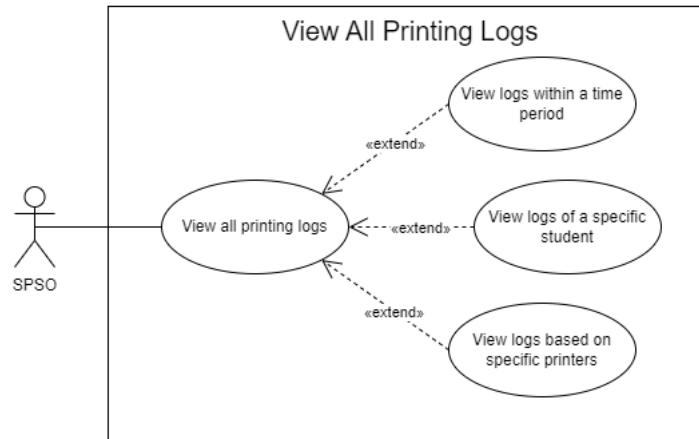 View All Printing Logs
View logs within a time
period
«extend»
View all printing logs
«extend»
View logs of a specific
student
SPSO
«extend»
View logs based on
specific printers